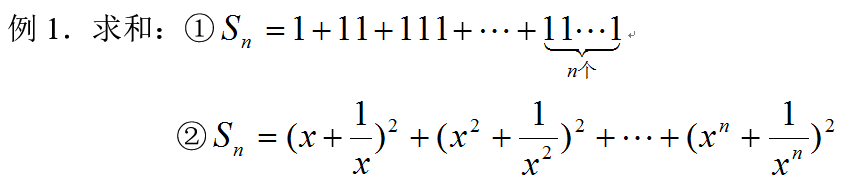 例 1．求和：① $S_n = 1+11+111+\cdots+\underbrace{11\cdots1}_{n个}$
② $S_n = (x+\frac{1}{x})^2+(x^2+\frac{1}{x^2})^2+\cdots+(x^n+\frac{1}{x^n})^2$